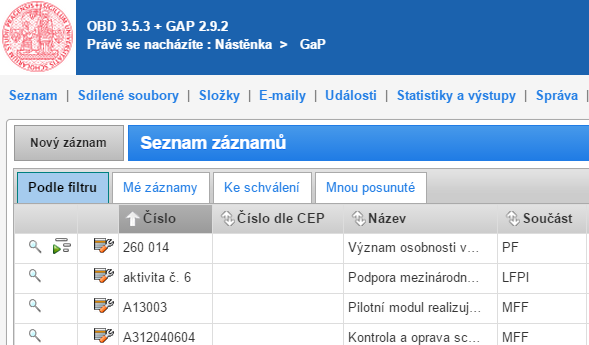 OBD 3.5.3 + GAP 2.9.2
Právě se nacházíte : Nástěnka > GaP
Seznam | Sdílené soubory | Složky | E-maily | Události | Statistiky a výstupy | Správa |
Nový záznam Seznam záznamů
Podle filtru Mé záznamy Ke schválení Mnou posunuté
Číslo Číslo dle CEP Název Součást
260 014 Význam osobnosti v... PF
aktivita č. 6 Podpora mezinárodn... LFPl
A13003 Pilotní modul realizuj... MFF
A312040604 Kontrola a oprava sc... MFF